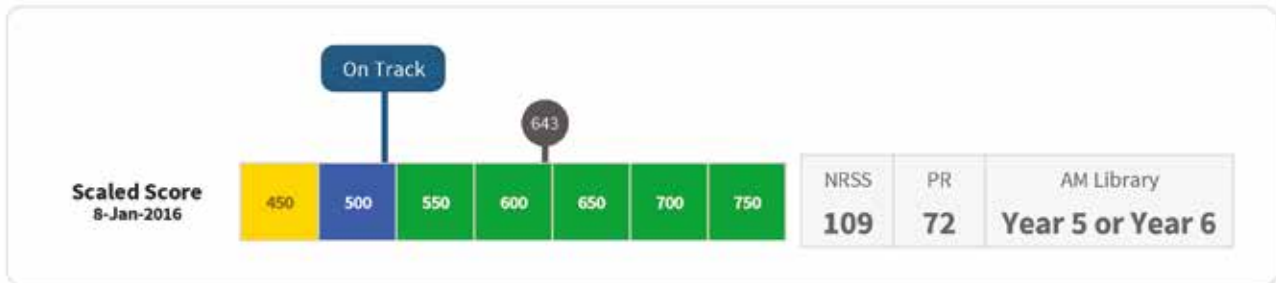 On Track
643
Scaled Score
8-Jan-2016
450 500 550 600 650 700 750
NRSS PR AM Library
109 72 Year 5 or Year 6